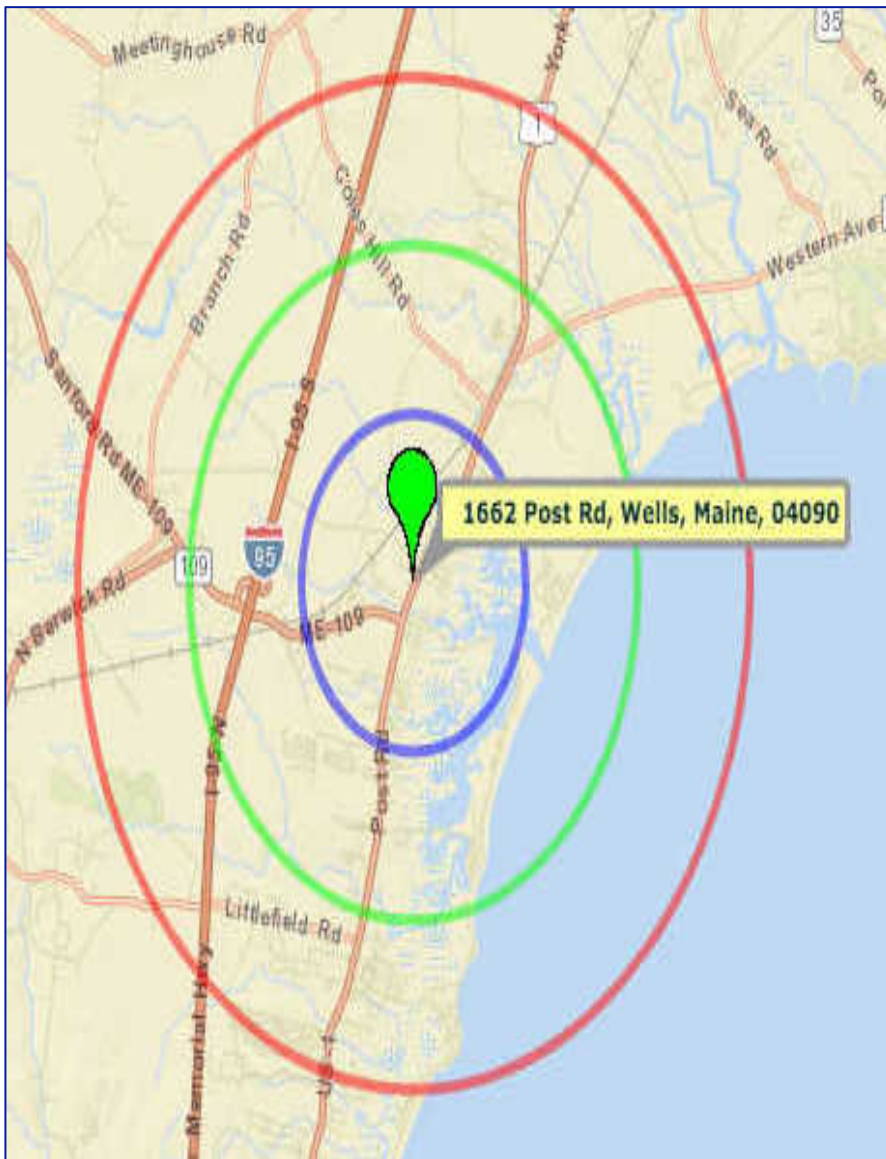 35
Meetinghouse Rd
York
1
Sea Rd
Coles Hill Rd
Western Ave
Branch Rd
Sanford Rd ME 109
I-95 S
1662 Post Rd, Wells, Maine, 04090
95
109
N Berwick Rd
ME 109
I-95 N
Post Rd
Littlefield Rd
Memorial Hwy
US-1